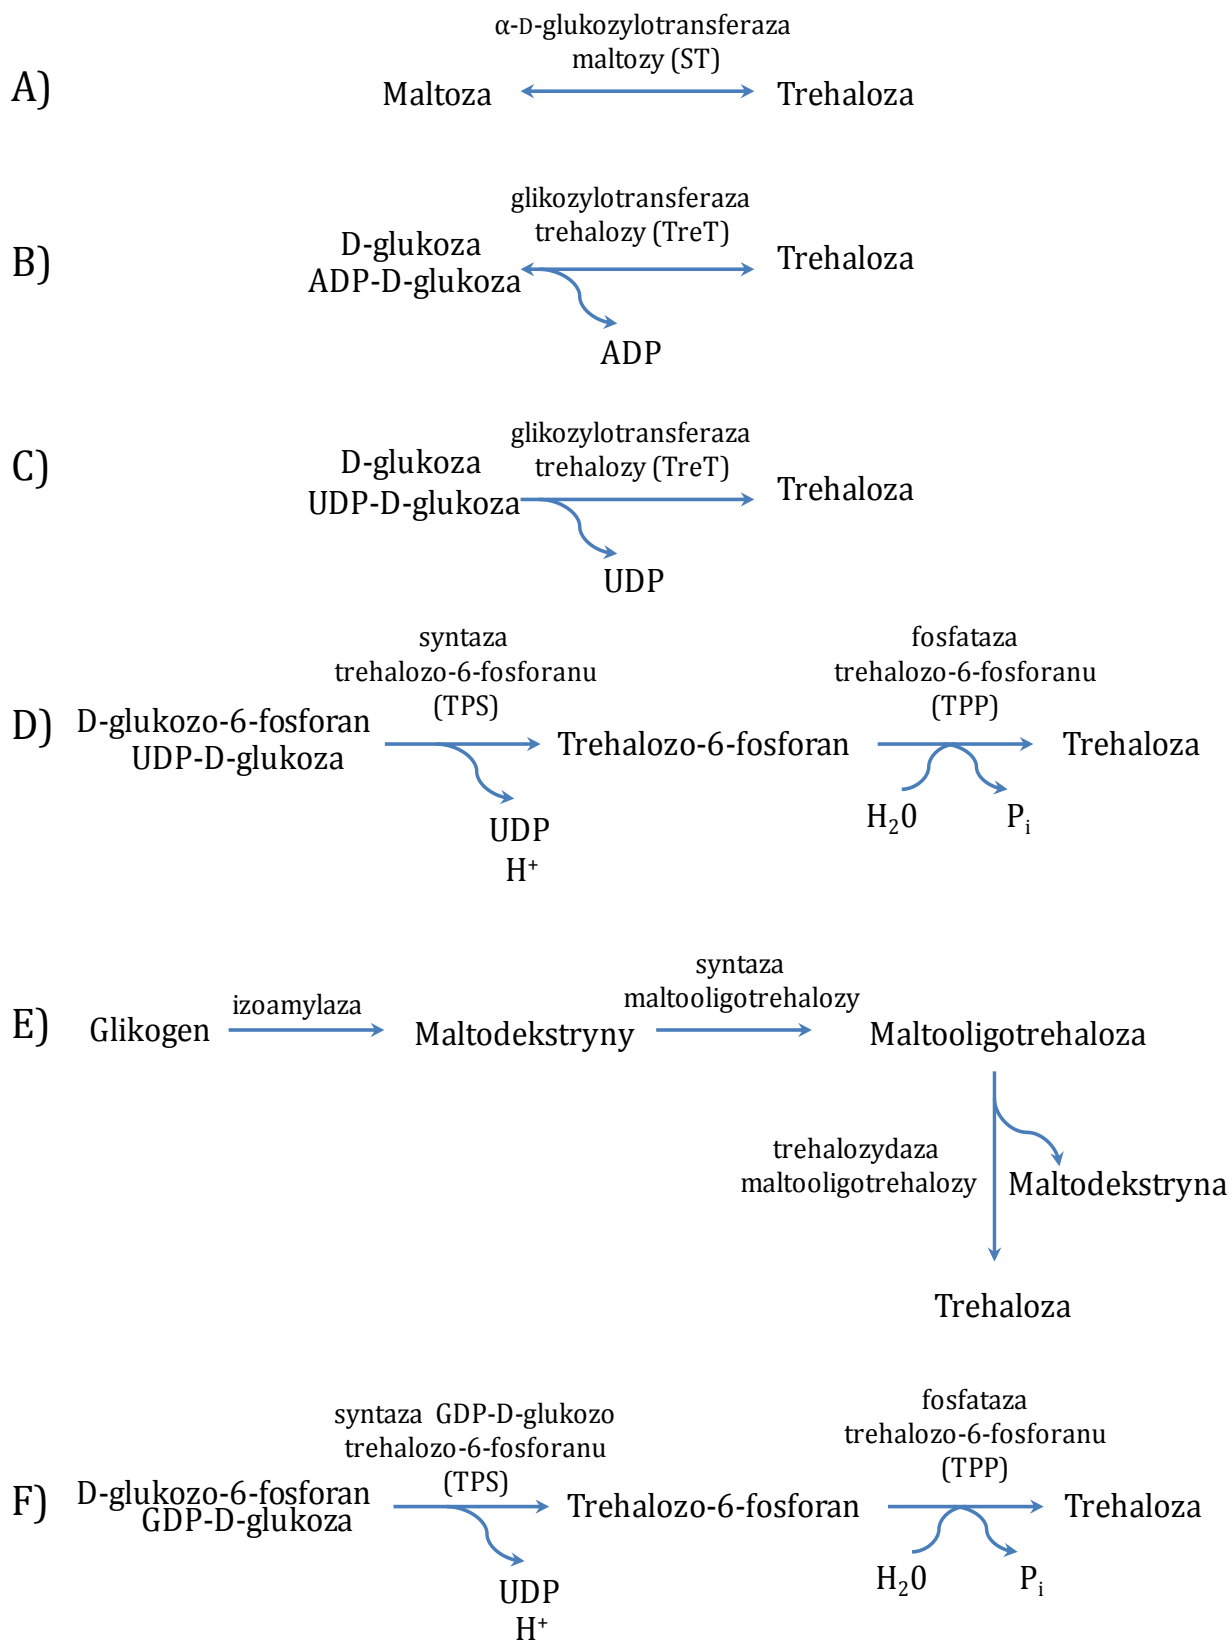 α-D-glukozylotransferaza
maltozy (ST)
A)
Maltoza
Trehaloza
glikozylotransferaza
trehalozy (TreT)
B)
D-glukoza
ADP-D-glukoza
Trehaloza
ADP
glikozylotransferaza
trehalozy (TreT)
C)
D-glukoza
UDP-D-glukoza
Trehaloza
UDP
syntaza
trehalozo-6-fosforanu
(TPS)
fosfataza
trehalozo-6-fosforanu
(TPP)
D)
D-glukozo-6-fosforan
UDP-D-glukoza
Trehalozo-6-fosforan
Trehaloza
UDP
H⁺
H₂0
Pᵢ
E)
Glikogen
izoamylaza
Maltodekstryny
syntaza
maltooligotrehalozy
Maltooligotrehaloza
trehalozydaza
maltooligotrehalozy
Maltodekstryna
Trehaloza
syntaza GDP-D-glukozo
trehalozo-6-fosforanu
(TPS)
fosfataza
trehalozo-6-fosforanu
(TPP)
F)
D-glukozo-6-fosforan
GDP-D-glukoza
Trehalozo-6-fosforan
Trehaloza
UDP
H⁺
H₂0
Pᵢ